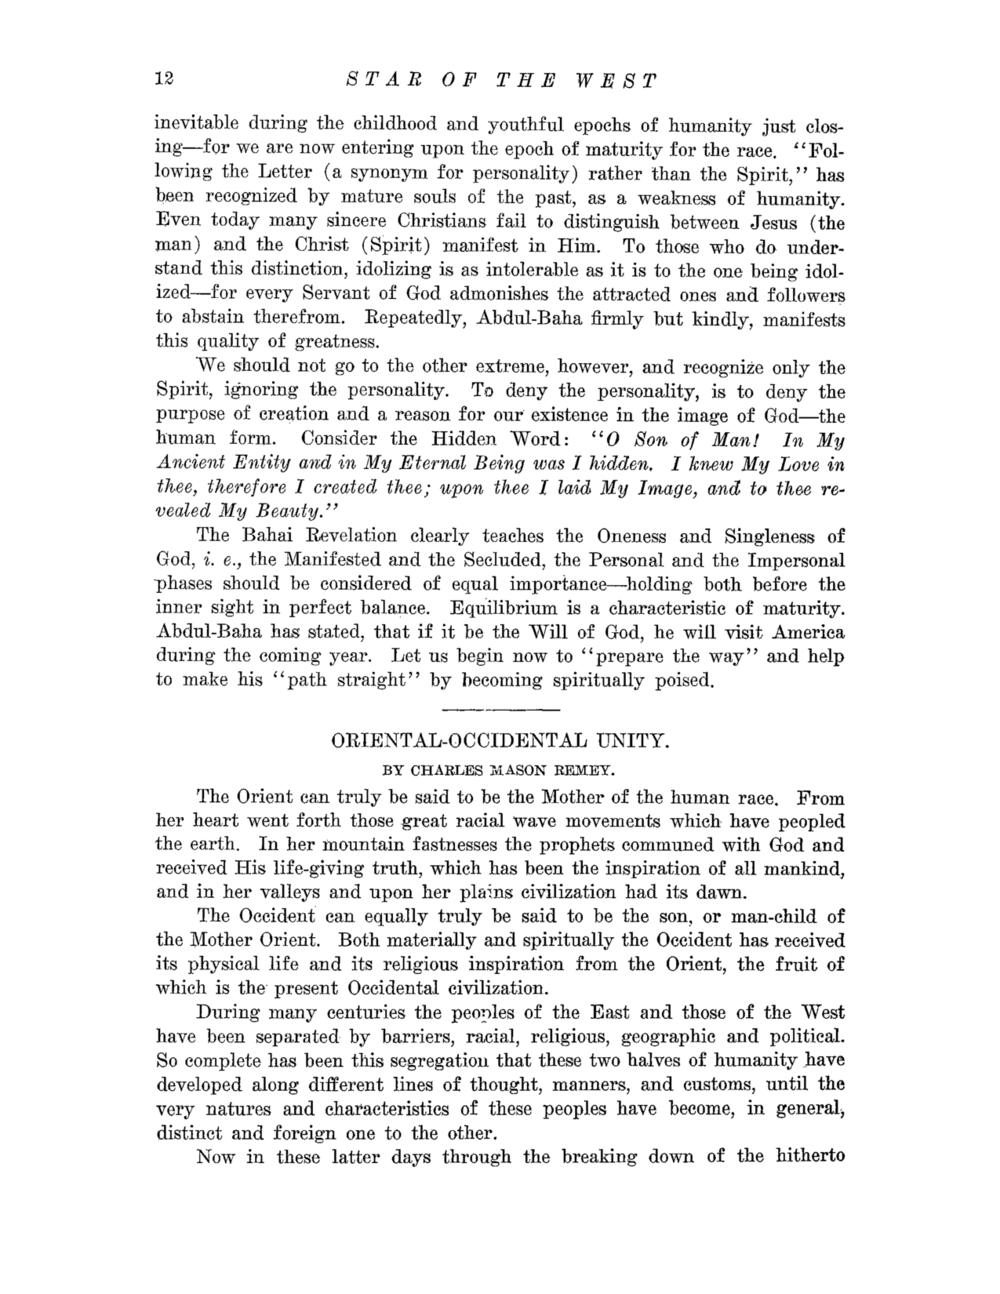 12 STAR OF THE WEST
inevitable during the childhood and youthful epochs of humanity just clos-
ing—for we are now entering upon the epoch of maturity for the race. “Fol-
lowing the Letter (a synonym for personality) rather than the Spirit,” has
been recognized by mature souls of the past, as a weakness of humanity.
Even today many sincere Christians fail to distinguish between Jesus (the
man) and the Christ (Spirit) manifest in Him. To those who do under-
stand this distinction, idolizing is as intolerable as it is to the one being idol-
ized—for every Servant of God admonishes the attracted ones and followers
to abstain therefrom. Repeatedly, Abdul-Baha firmly but kindly, manifests
this quality of greatness.
We should not go to the other extreme, however, and recognize only the
Spirit, ignoring the personality. To deny the personality, is to deny the
purpose of creation and a reason for our existence in the image of God—the
human form. Consider the Hidden Word: “O Son of Man! In My
Ancient Entity and in My Eternal Being was I hidden. I knew My Love in
thee, therefore I created thee; upon thee I laid My Image, and to thee re-
vealed My Beauty.”
The Bahai Revelation clearly teaches the Oneness and Singleness of
God, i. e., the Manifested and the Secluded, the Personal and the Impersonal
phases should be considered of equal importance—holding both before the
inner sight in perfect balance. Equilibrium is a characteristic of maturity.
Abdul-Baha has stated, that if it be the Will of God, he will visit America
during the coming year. Let us begin now to “prepare the way” and help
to make his “path straight” by becoming spiritually poised.
ORIENTAL-OCCIDENTAL UNITY.
BY CHARLES MASON REMEY.
The Orient can truly be said to be the Mother of the human race. From
her heart went forth those great racial wave movements which have peopled
the earth. In her mountain fastnesses the prophets communed with God and
received His life-giving truth, which has been the inspiration of all mankind,
and in her valleys and upon her plains civilization had its dawn.
The Occident can equally truly be said to be the son, or man-child of
the Mother Orient. Both materially and spiritually the Occident has received
its physical life and its religious inspiration from the Orient, the fruit of
which is the present Occidental civilization.
During many centuries the peoples of the East and those of the West
have been separated by barriers, racial, religious, geographic and political.
So complete has been this segregation that these two halves of humanity have
developed along different lines of thought, manners, and customs, until the
very natures and characteristics of these peoples have become, in general,
distinct and foreign one to the other.
Now in these latter days through the breaking down of the hitherto